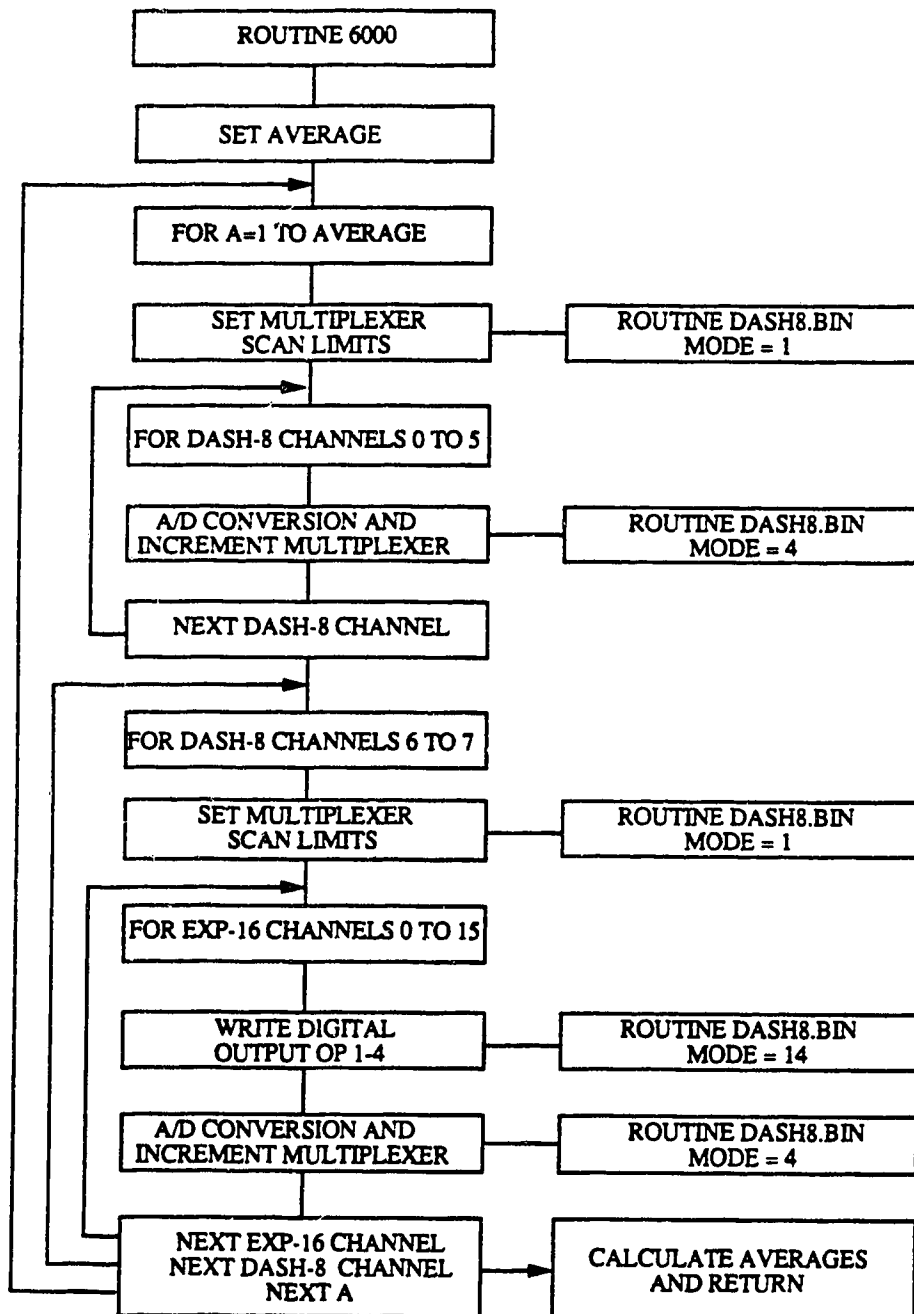 ROUTINE 6000
SET AVERAGE
FOR A=1 TO AVERAGE
SET MULTIPLEXER
SCAN LIMITS
ROUTINE DASH8.BIN
MODE = 1
FOR DASH-8 CHANNELS 0 TO 5
A/D CONVERSION AND
INCREMENT MULTIPLEXER
ROUTINE DASH8.BIN
MODE = 4
NEXT DASH-8 CHANNEL
FOR DASH-8 CHANNELS 6 TO 7
SET MULTIPLEXER
SCAN LIMITS
ROUTINE DASH8.BIN
MODE = 1
FOR EXP-16 CHANNELS 0 TO 15
WRITE DIGITAL
OUTPUT OP 1-4
ROUTINE DASH8.BIN
MODE = 14
A/D CONVERSION AND
INCREMENT MULTIPLEXER
ROUTINE DASH8.BIN
MODE = 4
NEXT EXP-16 CHANNEL
NEXT DASH-8 CHANNEL
NEXT A
CALCULATE AVERAGES
AND RETURN